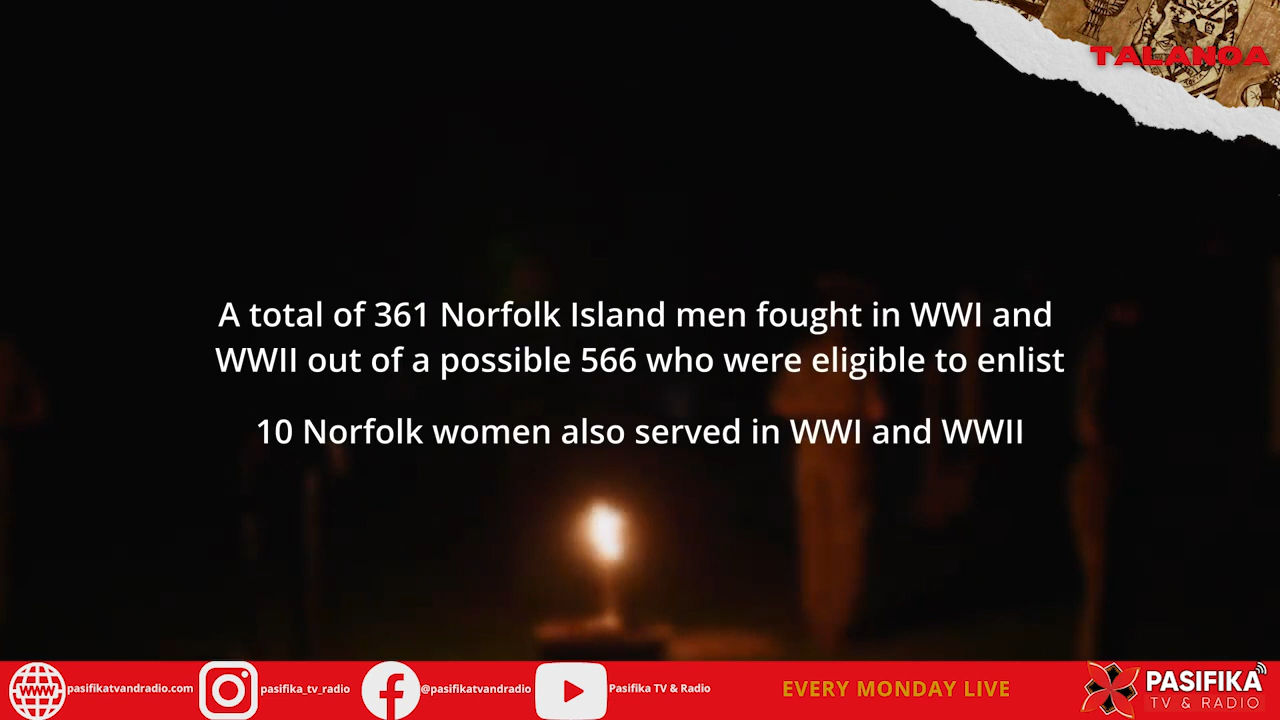 TALANOA
A total of 361 Norfolk Island men fought in WWI and
WWII out of a possible 566 who were eligible to enlist
10 Norfolk women also served in WWI and WWII
WWW
pasifikatvandradio.com
pasifika_tv_radio
@pasifikatvandradio
Pasifika TV & Radio
EVERY MONDAY LIVE
PASIFIKA
TV & RADIO